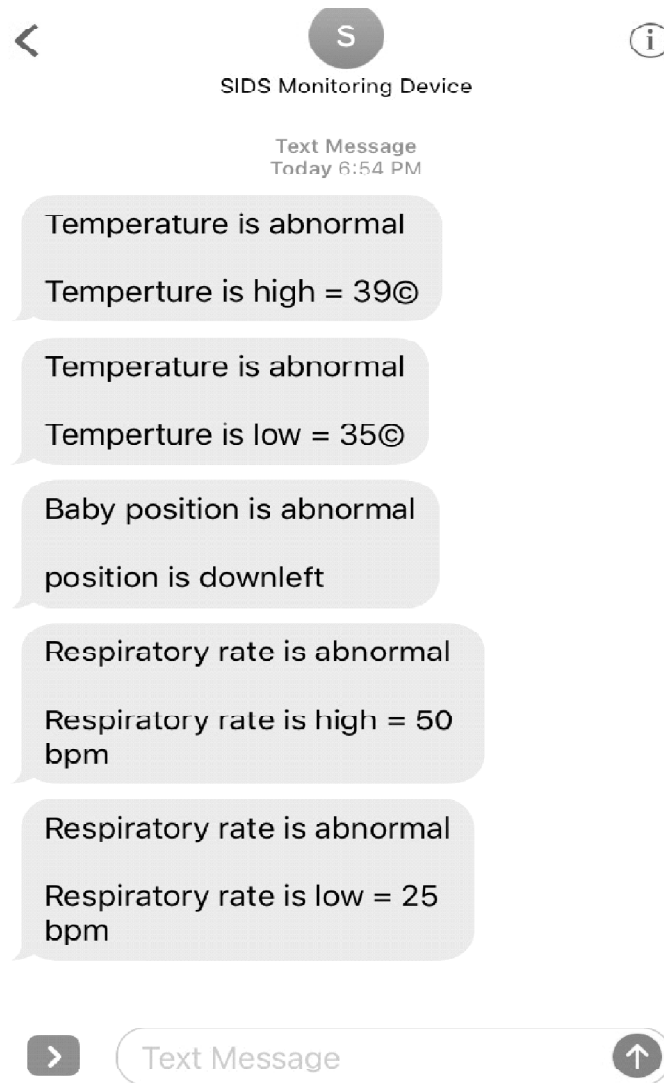 S
SIDS Monitoring Device
Text Message
Today 6:54 PM
Temperature is abnormal
Temperture is high = 39©
Temperature is abnormal
Temperture is low = 35©
Baby position is abnormal
position is downleft
Respiratory rate is abnormal
Respiratory rate is high = 50
bpm
Respiratory rate is abnormal
Respiratory rate is low = 25
bpm
Text Message